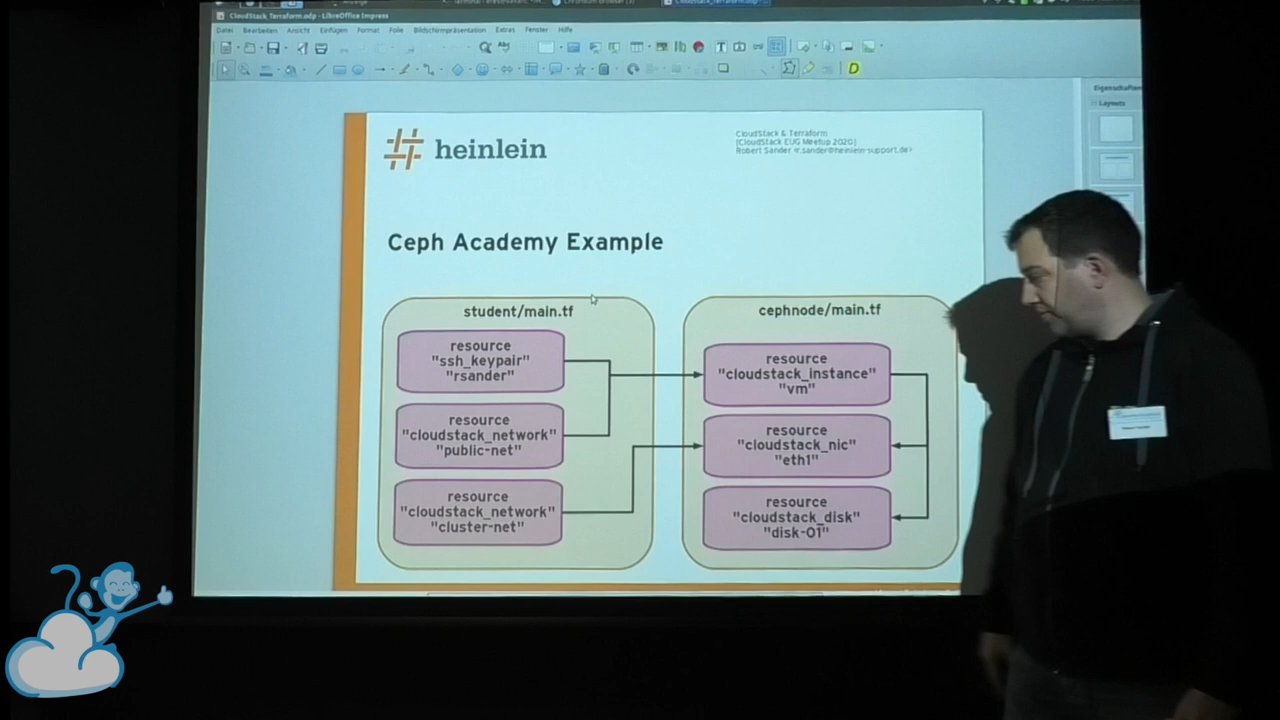 CloudStack_Terraform.odp - LibreOffice Impress
Datei Bearbeiten Ansicht Einfügen Format Folie Bildschirmpräsentation Extras Fenster Hilfe
Eigenschaften
Layouts
heinlein
CloudStack & Terraform
(CloudStack EUG Meetup 2020)
Robert Sander <r.sander@heinlein-support.de>
Ceph Academy Example
student/main.tf
resource
"ssh_keypair"
"rsander"
resource
"cloudstack_network"
"public-net"
resource
"cloudstack_network"
"cluster-net"
cephnode/main.tf
resource
"cloudstack_instance"
"vm"
resource
"cloudstack_nic"
"eth1"
resource
"cloudstack_disk"
"disk-01"